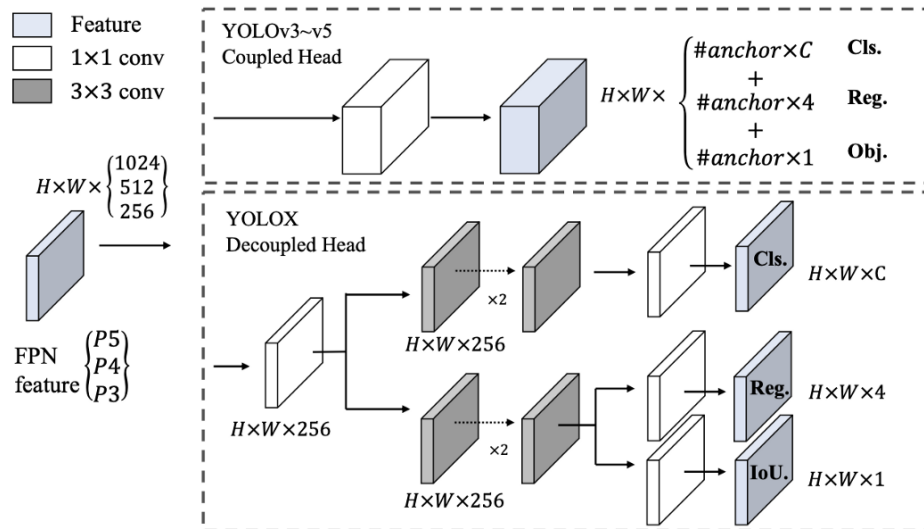 Feature
1×1 conv
3×3 conv
H×W×{1024
512
256}
FPN
feature
{P5
P4
P3}
YOLOv3~v5
Coupled Head
H×W×
{#anchor×C Cls.
+
#anchor×4 Reg.
+
#anchor×1 Obj.
YOLOX
Decoupled Head
H×W×256
×2
H×W×256
Cls.
H×W×C
×2
H×W×256
Reg.
H×W×4
IoU.
H×W×1